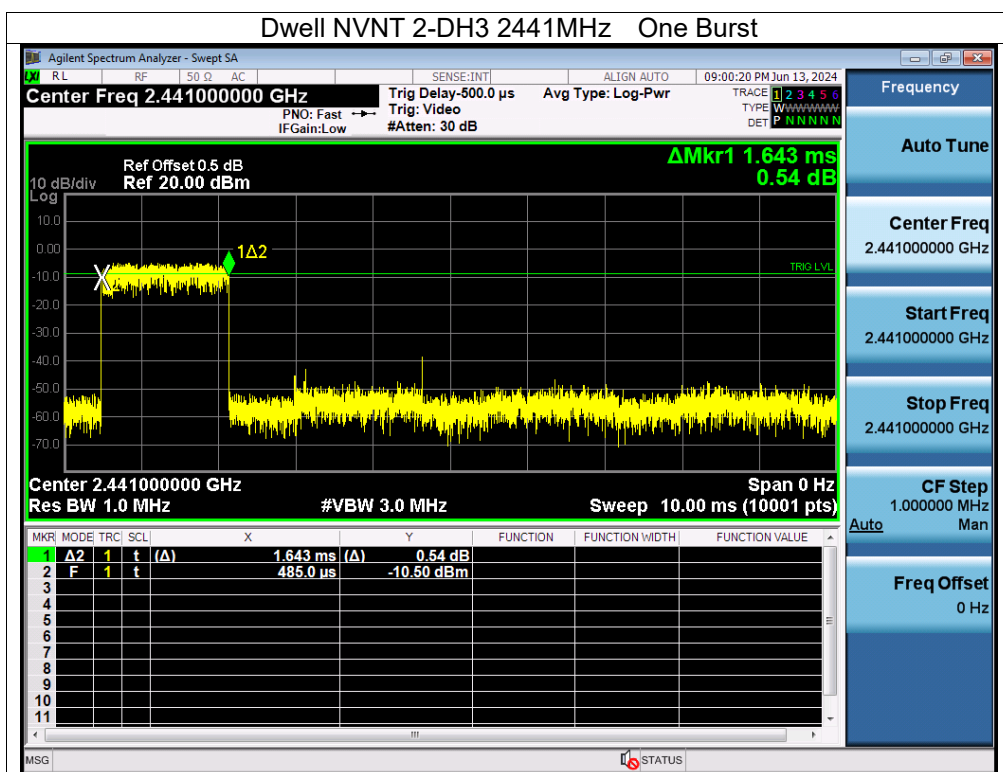 Dwell NVNT 2-DH3 2441MHz One Burst
Agilent Spectrum Analyzer - Swept SA
LXI RL RF 50 Ω AC SENSE:INT ALIGN AUTO 09:00:20 PM Jun 13, 2024
Center Freq 2.441000000 GHz Trig Delay-500.0 µs Avg Type: Log-Pwr TRACE 1 2 3 4 5 6
PNO: Fast Trig: Video TYPE WWWWWW
IFGain:Low #Atten: 30 dB DET P N N N N N
Frequency
Auto Tune
Center Freq
2.441000000 GHz
Start Freq
2.441000000 GHz
Stop Freq
2.441000000 GHz
CF Step
1.000000 MHz
Auto Man
Freq Offset
0 Hz
ΔMkr1 1.643 ms
0.54 dB
Ref Offset 0.5 dB
10 dB/div Ref 20.00 dBm
Log
10.0
0.00
-10.0
-20.0
-30.0
-40.0
-50.0
-60.0
-70.0
1Δ2
X2
TRIG LVL
Center 2.441000000 GHz Span 0 Hz
Res BW 1.0 MHz #VBW 3.0 MHz Sweep 10.00 ms (10001 pts)
MKR MODE TRC SCL X Y FUNCTION FUNCTION WIDTH FUNCTION VALUE
1 Δ2 1 t (Δ) 1.643 ms (Δ) 0.54 dB
2 F 1 t 485.0 µs -10.50 dBm
3
4
5
6
7
8
9
10
11
MSG STATUS